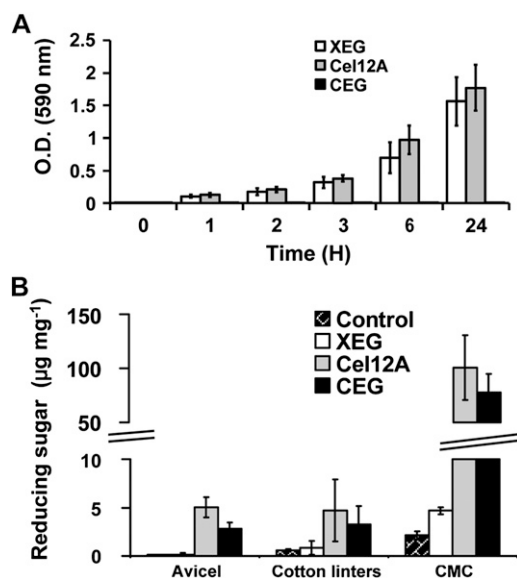 A
XEG
Cel12A
CEG
O.D. (590 nm)
2.5
2
1.5
1
0.5
0
0 1 2 3 6 24
Time (H)
B
Control
XEG
Cel12A
CEG
Reducing sugar (µg mg⁻¹)
150
100
50
10
5
0
Avicel Cotton linters CMC